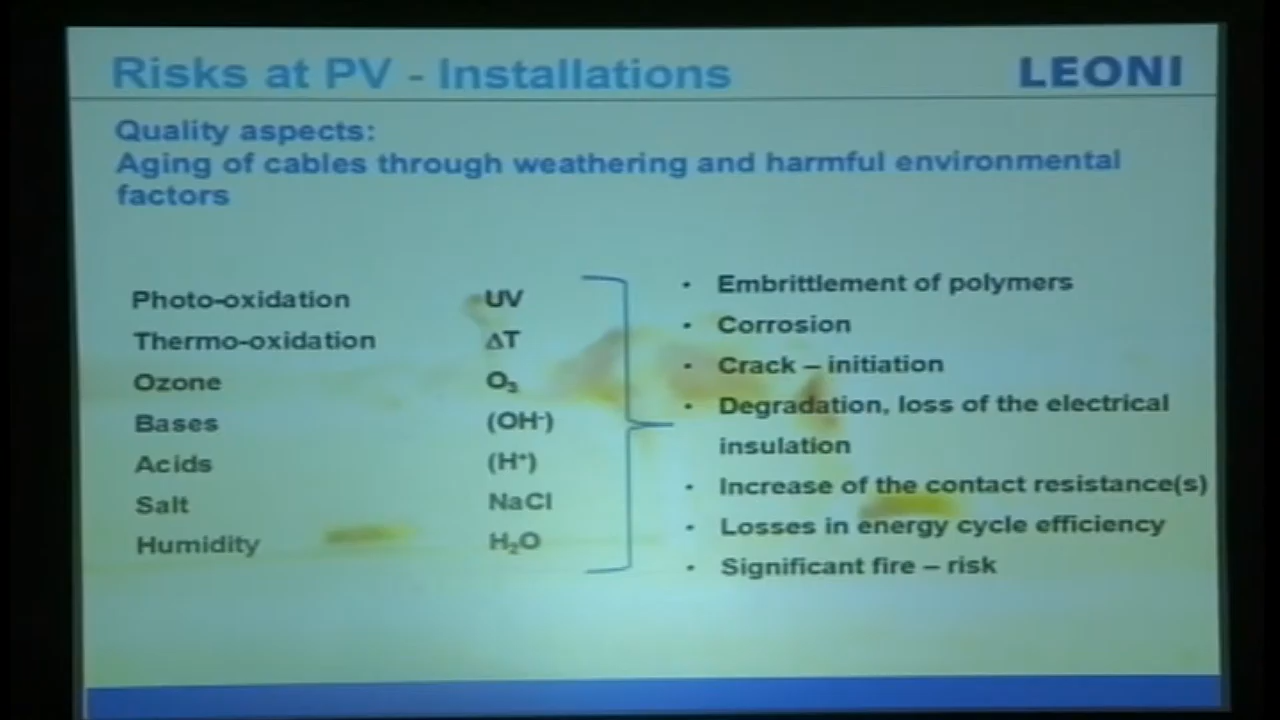 Risks at PV - Installations
LEONI
Quality aspects:
Aging of cables through weathering and harmful environmental
factors
Photo-oxidation UV
Thermo-oxidation ΔT
Ozone O₃
Bases (OH⁻)
Acids (H⁺)
Salt NaCl
Humidity H₂O
• Embrittlement of polymers
• Corrosion
• Crack – initiation
• Degradation, loss of the electrical
insulation
• Increase of the contact resistance(s)
• Losses in energy cycle efficiency
• Significant fire – risk